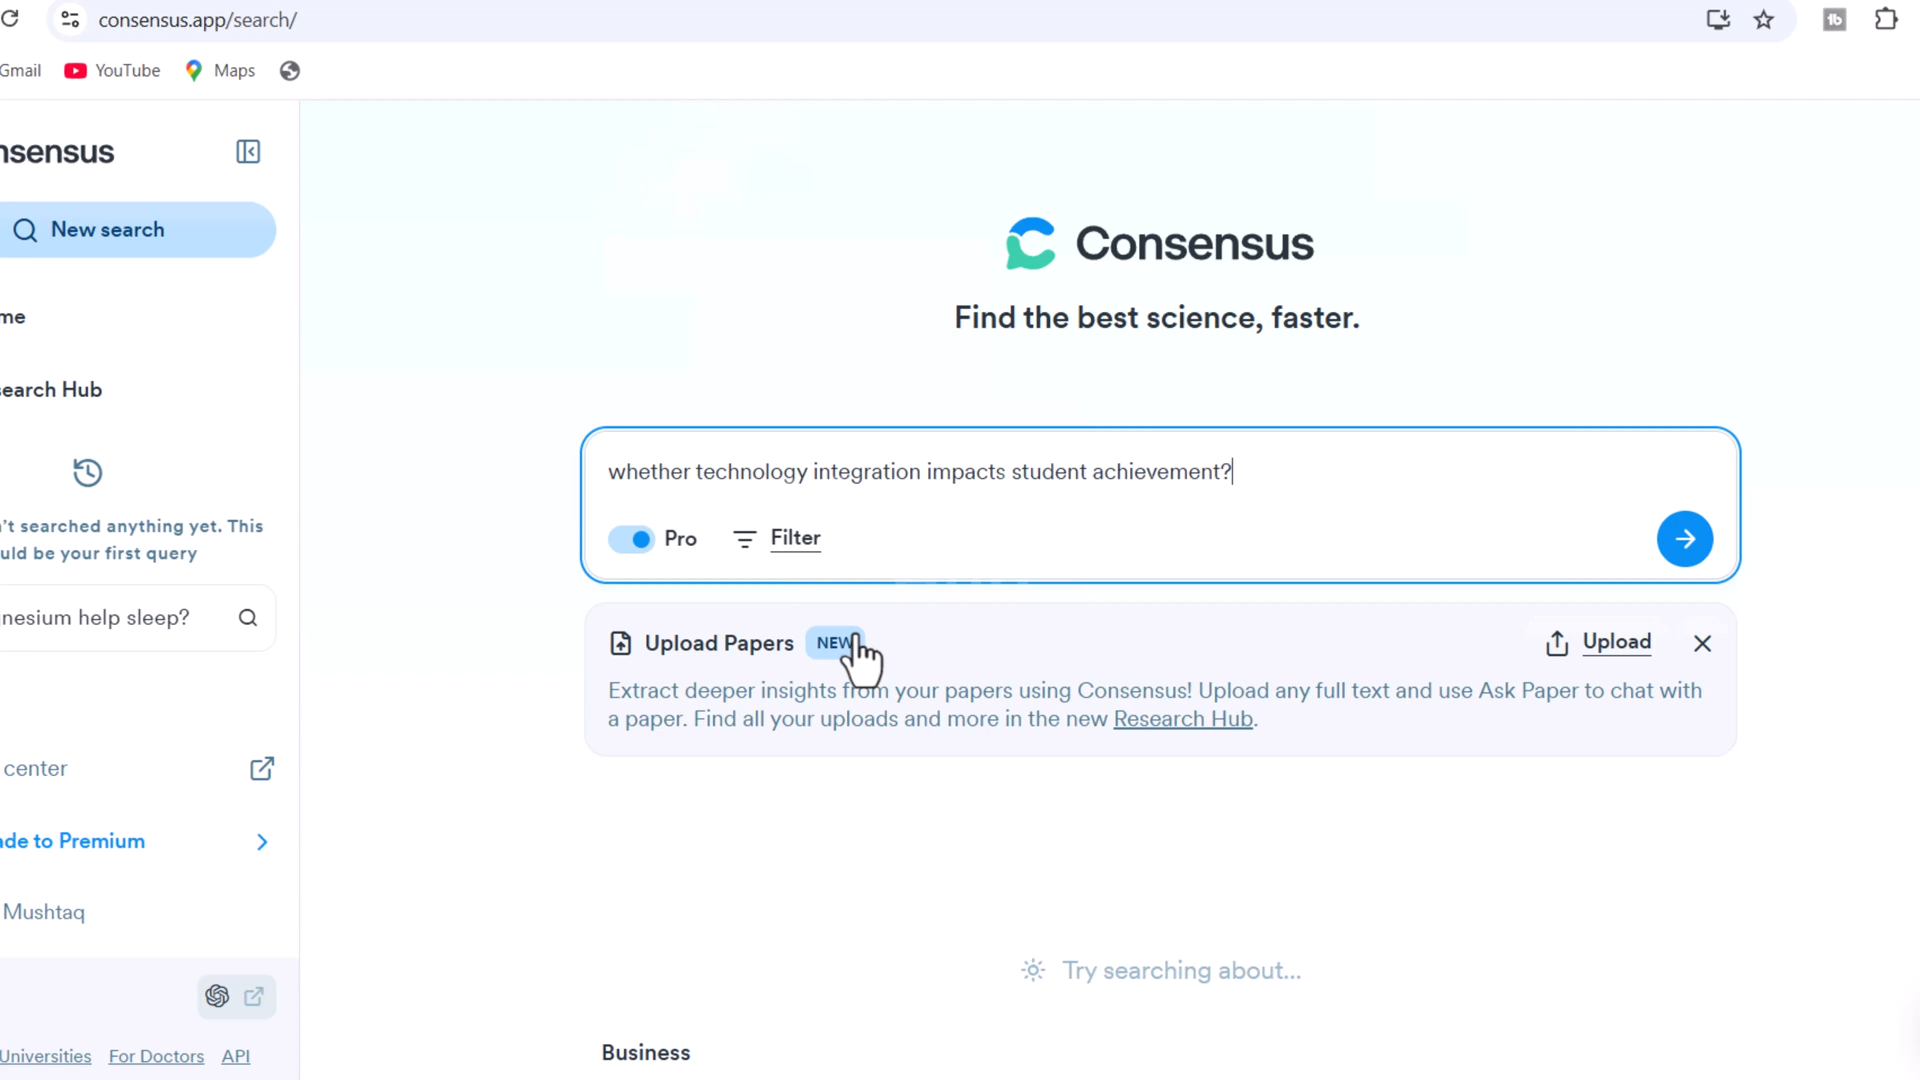 consensus.app/search/
Gmail YouTube Maps
nsensus
New search
me
search Hub
't searched anything yet. This
uld be your first query
nesium help sleep?
center
ade to Premium
Mushtaq
Universities For Doctors API
Consensus
Find the best science, faster.
whether technology integration impacts student achievement?
Pro Filter
Upload Papers NEW Upload
Extract deeper insights from your papers using Consensus! Upload any full text and use Ask Paper to chat with
a paper. Find all your uploads and more in the new Research Hub.
Try searching about...
Business